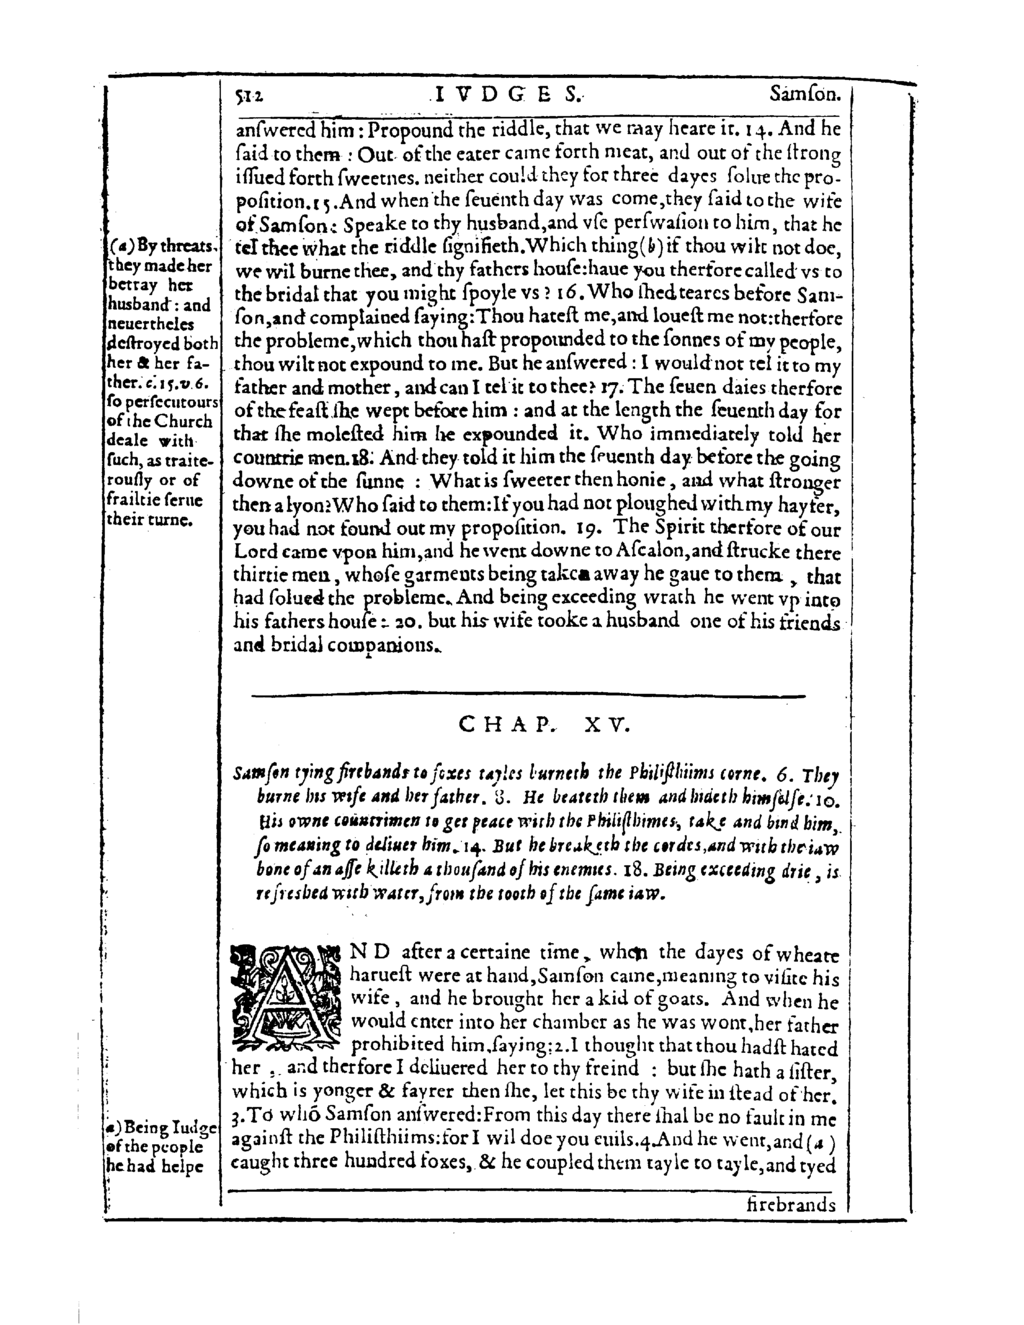 512 IVDGES. Samſon.
anſwered him : Propound the riddle, that we may heare it. 14. And he
ſaid to them : Out of the eater came forth meat, and out of the ſtrong
iſſued forth ſweetnes. neither could they for three dayes ſolue the pro-
poſition. 15. And when the ſeuenth day was come, they ſaid to the wife
of Samſon : Speake to thy husband, and vſe perſwaſion to him, that he
tel thee what the riddle ſignifieth. Which thing (b) if thou wilt not doe,
we wil burne thee, and thy fathers houſe : haue you therfore called vs to
the bridal that you might ſpoyle vs ? 16. Who ſhed teares before Sam-
ſon, and complained ſaying : Thou hateſt me, and loueſt me not : therfore
the probleme, which thou haſt propounded to the ſonnes of my people,
thou wilt not expound to me. But he anſwered : I would not tel it to my
father and mother, and can I tel it to thee? 17. The ſeuen daies therfore
of the feaſt ſhe wept before him : and at the length the ſeuenth day for
that ſhe moleſted him he expounded it. Who immediately told her
countrie men. 18. And they told it him the ſeuenth day before the going
downe of the ſunne : What is ſweeter then honie, and what ſtronger
then a lyon? Who ſaid to them : If you had not ploughed with my hayfer,
you had not found out my propoſition. 19. The Spirit therfore of our
Lord came vpon him, and he went downe to Aſcalon, and ſtrucke there
thirtie men, whoſe garments being taken away he gaue to them, that
had ſolued the probleme. And being exceeding wrath he went vp into
his fathers houſe : 20. but his wife tooke a husband one of his friends
and bridal companions.
(a) By threats
they made her
betray her
husband : and
neuertheles
deſtroyed both
her & her fa-
ther. c. 15. v. 6.
ſo perſecutours
of the Church
deale with
ſuch, as traite-
rouſly or of
frailtie ſerue
their turne.
CHAP. XV.
Samſon tying firebands to foxes tayles burneth the Philiſthiims corne. 6. They
burne his wife and her father. 8. He beateth them and hideth himſelfe. 10.
His owne countrimen to get peace with the Philiſthimes, take and bind him,
ſo meaning to deliuer him. 14. But he breaketh the cordes, and with the iaw
bone of an aſſe killeth a thouſand of his enemies. 18. Being exceeding drie, is
refreshed with water, from the tooth of the ſame iaw.
AND after a certaine time, when the dayes of wheate
harueſt were at hand, Samſon came, meaning to viſite his
wife, and he brought her a kid of goats. And when he
would enter into her chamber as he was wont, her father
prohibited him, ſaying : 2. I thought that thou hadſt hated
her, and therfore I deliuered her to thy freind : but ſhe hath a ſiſter,
which is yonger & fayrer then ſhe, let this be thy wife in ſtead of her.
3. To whõ Samſon anſwered : From this day there ſhal be no fault in me
againſt the Philiſthiims : for I wil doe you euils. 4. And he went, and (a)
caught three hundred foxes, & he coupled them tayle to tayle, and tyed
a) Being Iudge
of the people
he had helpe
firebrands